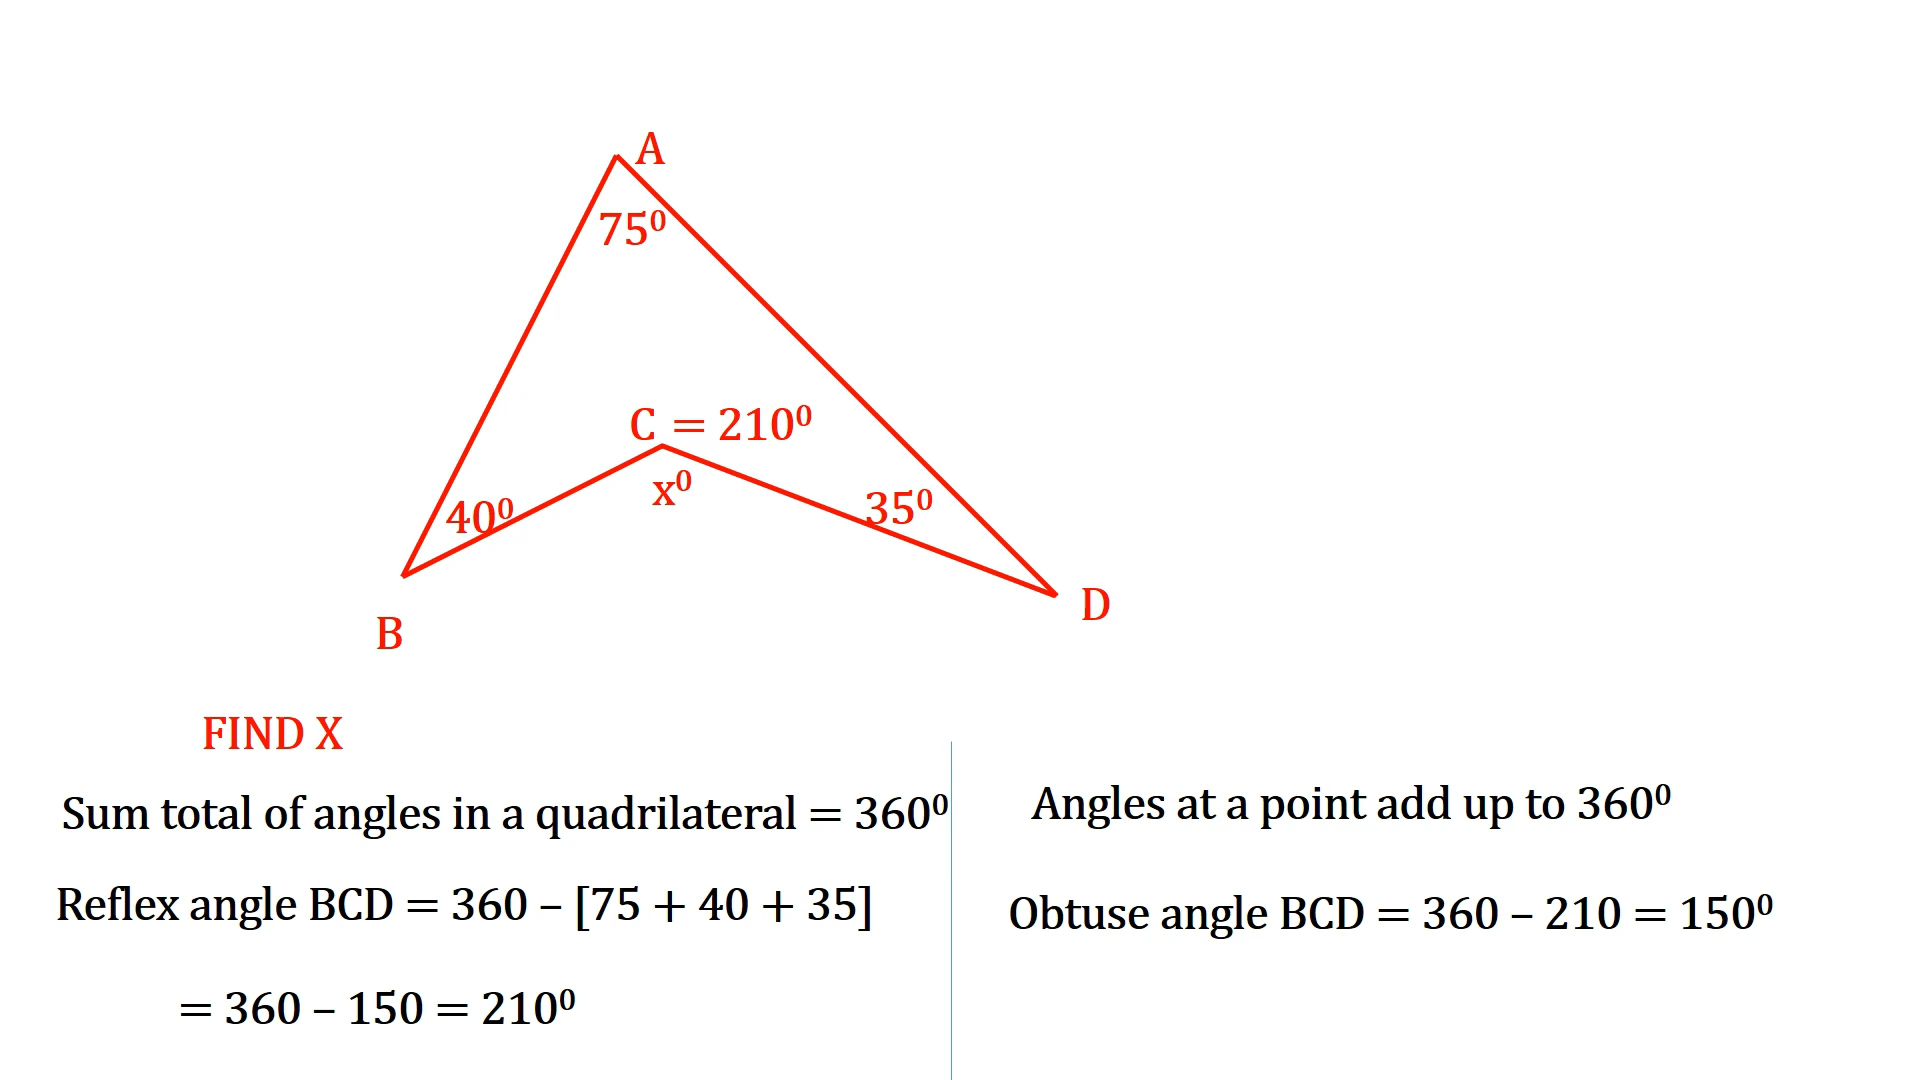 A
75⁰
C = 210⁰
x⁰
40⁰
35⁰
B
D
FIND X
Sum total of angles in a quadrilateral = 360⁰
Reflex angle BCD = 360 – [75 + 40 + 35]
= 360 – 150 = 210⁰
Angles at a point add up to 360⁰
Obtuse angle BCD = 360 – 210 = 150⁰